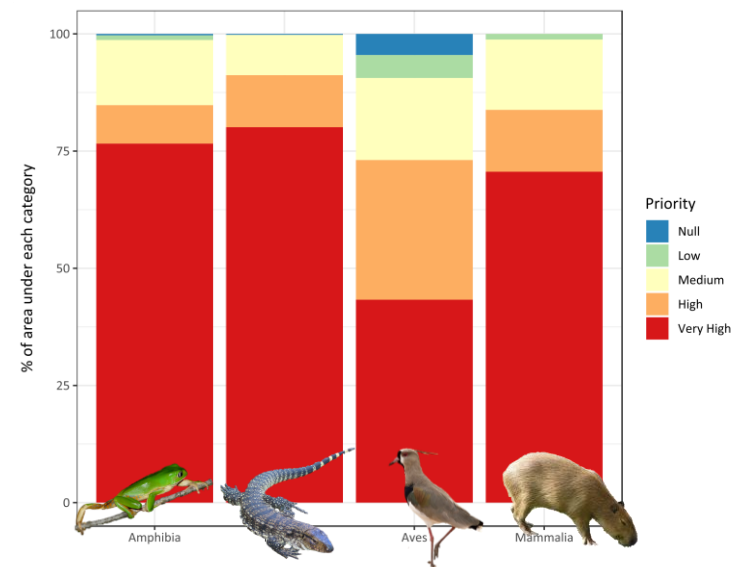 % of area under each category
100
75
50
25
0
Amphibia
Aves
Mammalia
Priority
Null
Low
Medium
High
Very High